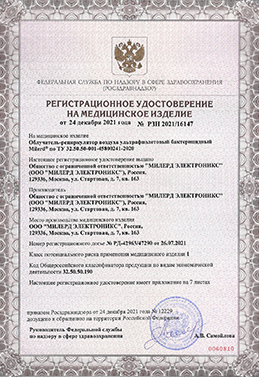 ФЕДЕРАЛЬНАЯ СЛУЖБА ПО НАДЗОРУ В СФЕРЕ ЗДРАВООХРАНЕНИЯ
(РОСЗДРАВНАДЗОР)
РЕГИСТРАЦИОННОЕ УДОСТОВЕРЕНИЕ
НА МЕДИЦИНСКОЕ ИЗДЕЛИЕ
от 24 декабря 2021 года № РЗН 2021/16147
На медицинское изделие
Облучатель-рециркулятор воздуха ультрафиолетовый бактерицидный
по ТУ 32.50.50-001-45800241-2020
Настоящее регистрационное удостоверение выдано
Общество с ограниченной ответственностью "МИЛЕРД ЭЛЕКТРОНИКС"
(ООО "МИЛЕРД ЭЛЕКТРОНИКС"), Россия,
129336, Москва, ул. Стартовая, д. 7, кв. 163
Производитель
Общество с ограниченной ответственностью "МИЛЕРД ЭЛЕКТРОНИКС"
(ООО "МИЛЕРД ЭЛЕКТРОНИКС"), Россия,
129336, Москва, ул. Стартовая, д. 7, кв. 163
Место производства медицинского изделия
ООО "МИЛЕРД ЭЛЕКТРОНИКС", Россия,
129336, Москва, ул. Стартовая, д. 7, кв. 163
Номер регистрационного досье № РД-42963/47290 от 26.07.2021
Класс потенциального риска применения медицинского изделия 1
Код Общероссийского классификатора продукции по видам экономической
деятельности 32.50.50.190
Настоящее регистрационное удостоверение имеет приложение на 7 листах
приказом Росздравнадзора от 24 декабря 2021 года № 12229
допущено к обращению на территории Российской Федерации.
Руководитель Федеральной службы
по надзору в сфере здравоохранения
А.В. Самойлова
0060810